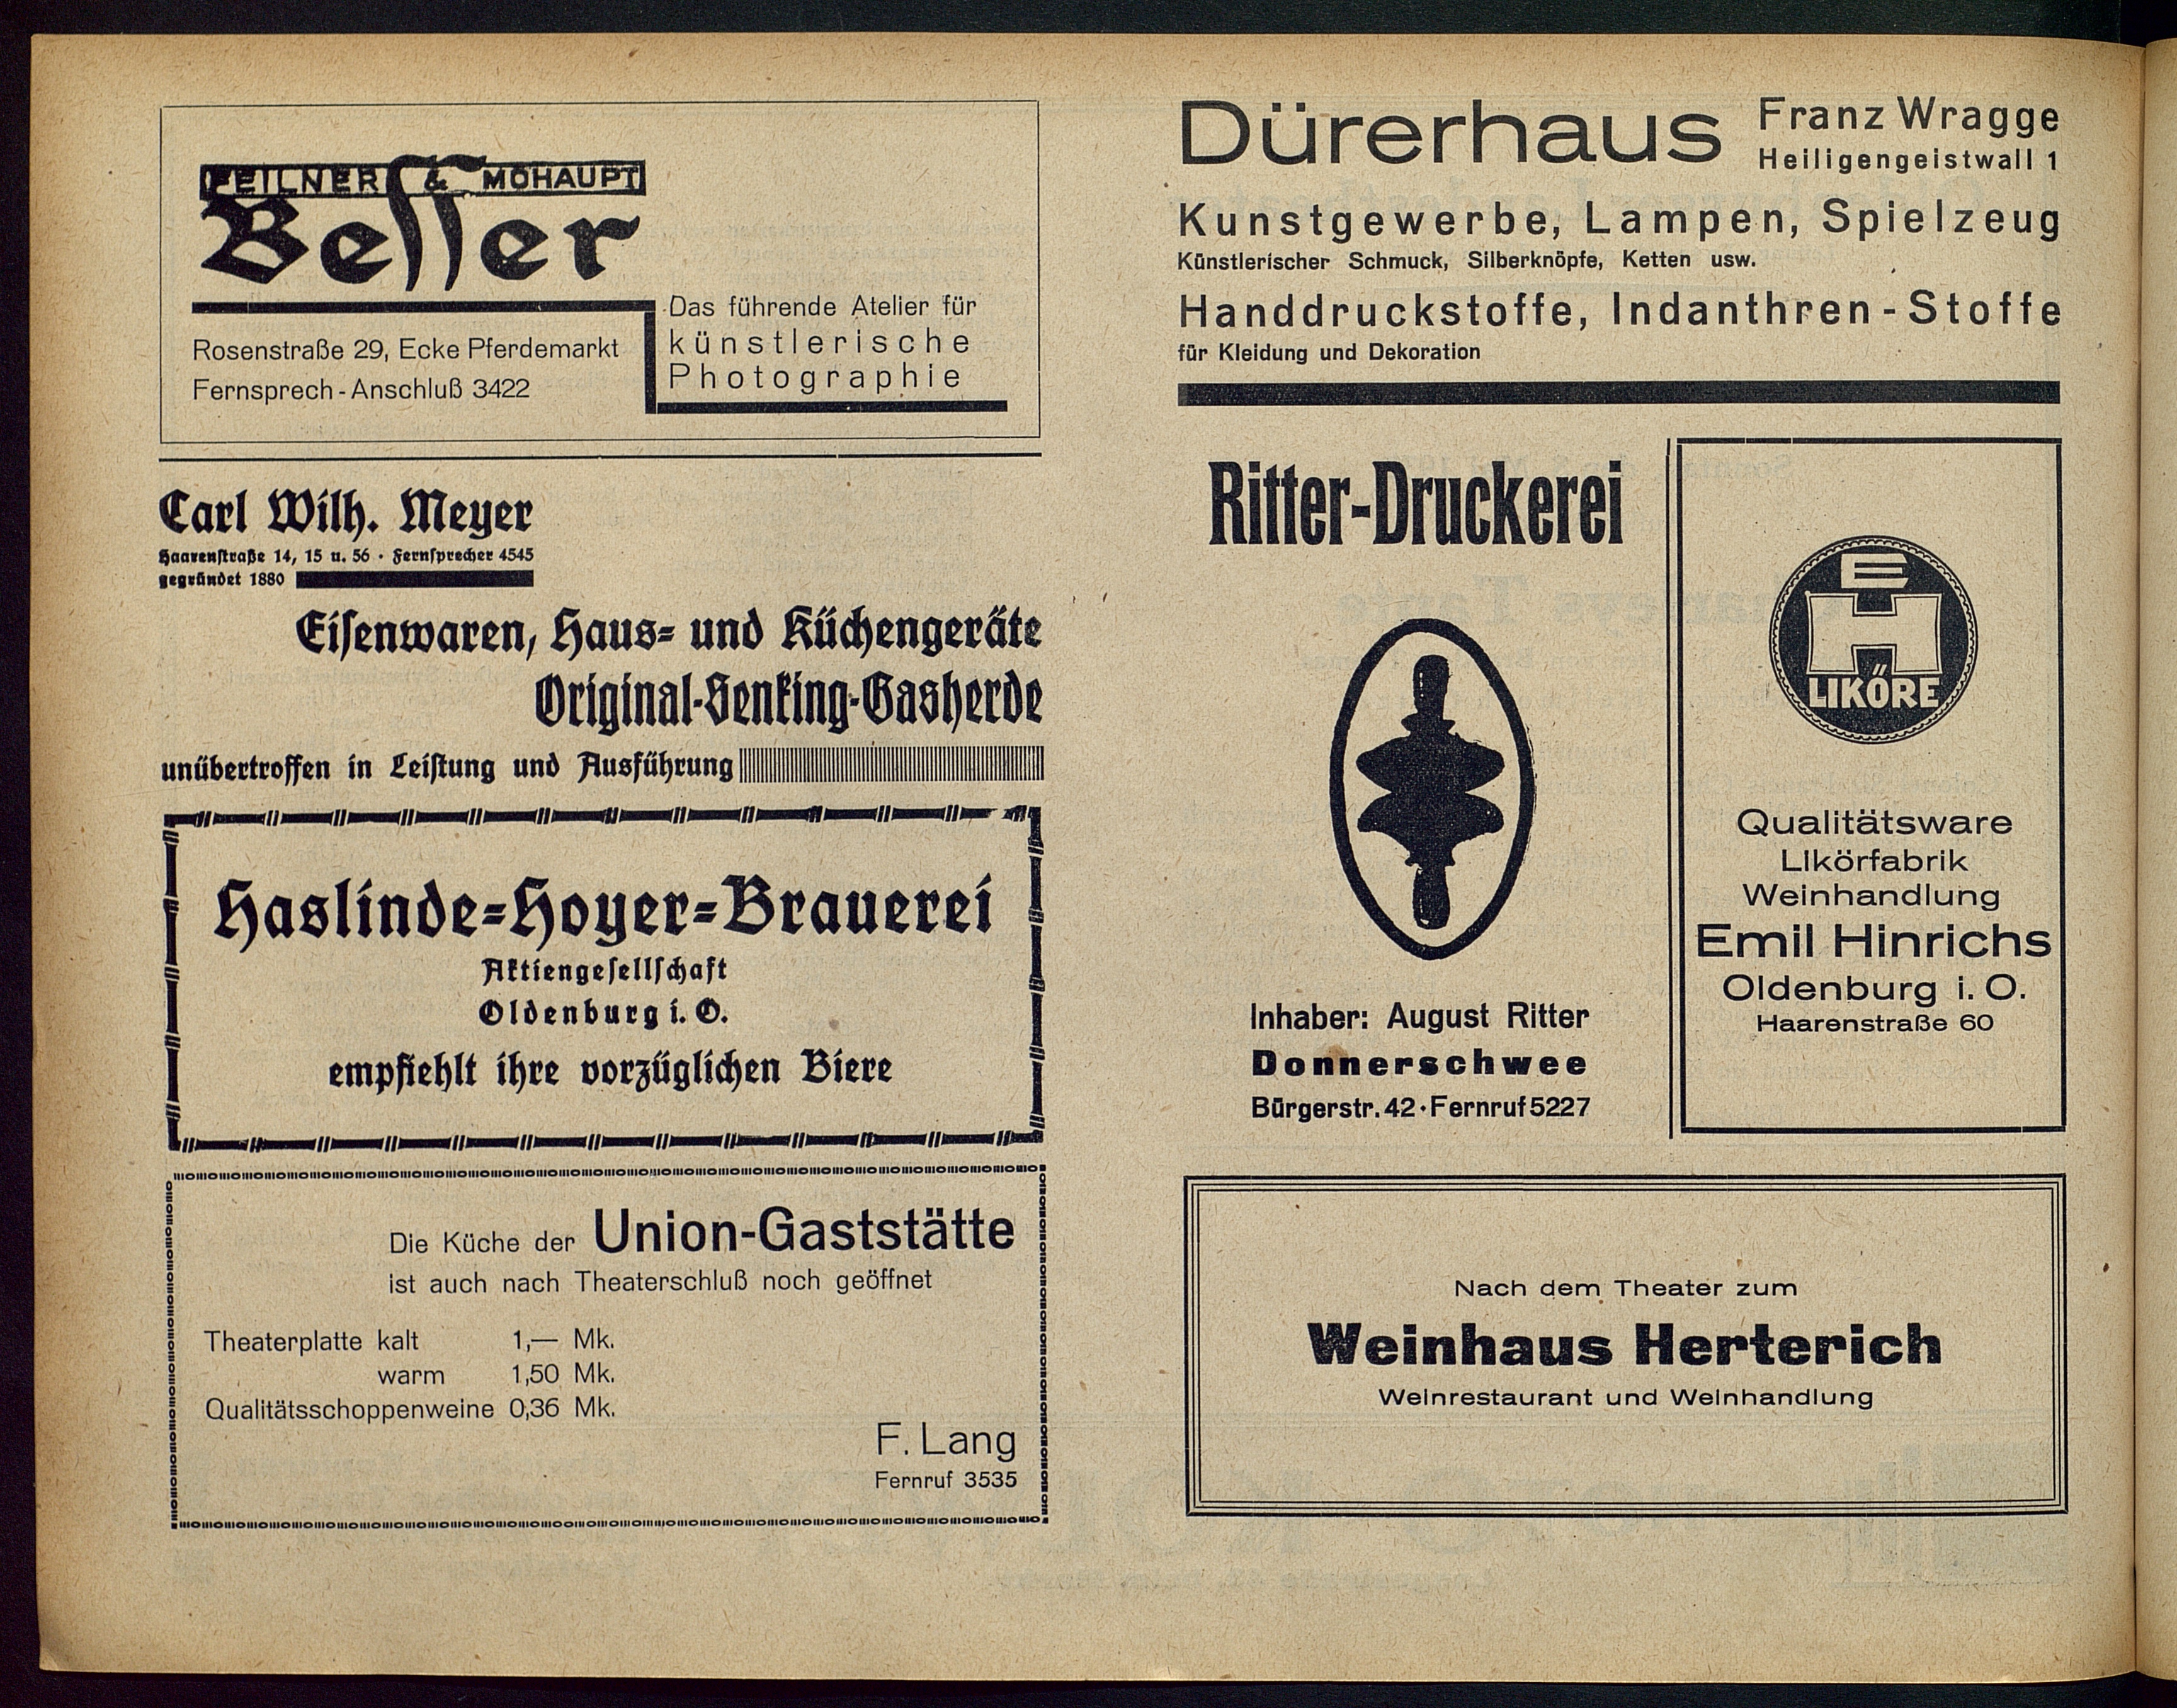 FEILNER & MOHAUPT
Beſſer
Das führende Atelier für
künstlerische
Photographie
Rosenstraße 29, Ecke Pferdemarkt
Fernsprech-Anschluß 3422
Carl Wilh. Meyer
Haarenſtraße 14, 15 u. 56 · Fernſprecher 4545
gegründet 1880
Eiſenwaren, Haus- und Küchengeräte
Original-Senking-Gasherde
unübertroffen in Leiſtung und Ausführung
Haslinde-Hoyer-Brauerei
Aktiengeſellſchaft
Oldenburg i. O.
empfiehlt ihre vorzüglichen Biere
Die Küche der Union-Gaststätte
ist auch nach Theaterschluß noch geöffnet
Theaterplatte kalt 1,— Mk.
warm 1,50 Mk.
Qualitätsschoppenweine 0,36 Mk.
F. Lang
Fernruf 3535
Dürerhaus Franz Wragge
Heiligengeistwall 1
Kunstgewerbe, Lampen, Spielzeug
Künstlerischer Schmuck, Silberknöpfe, Ketten usw.
Handdruckstoffe, Indanthren-Stoffe
für Kleidung und Dekoration
Ritter-Druckerei
Inhaber: August Ritter
Donnerschwee
Bürgerstr. 42 · Fernruf 5227
E
H
LIKÖRE
Qualitätsware
Likörfabrik
Weinhandlung
Emil Hinrichs
Oldenburg i. O.
Haarenstraße 60
Nach dem Theater zum
Weinhaus Herterich
Weinrestaurant und Weinhandlung